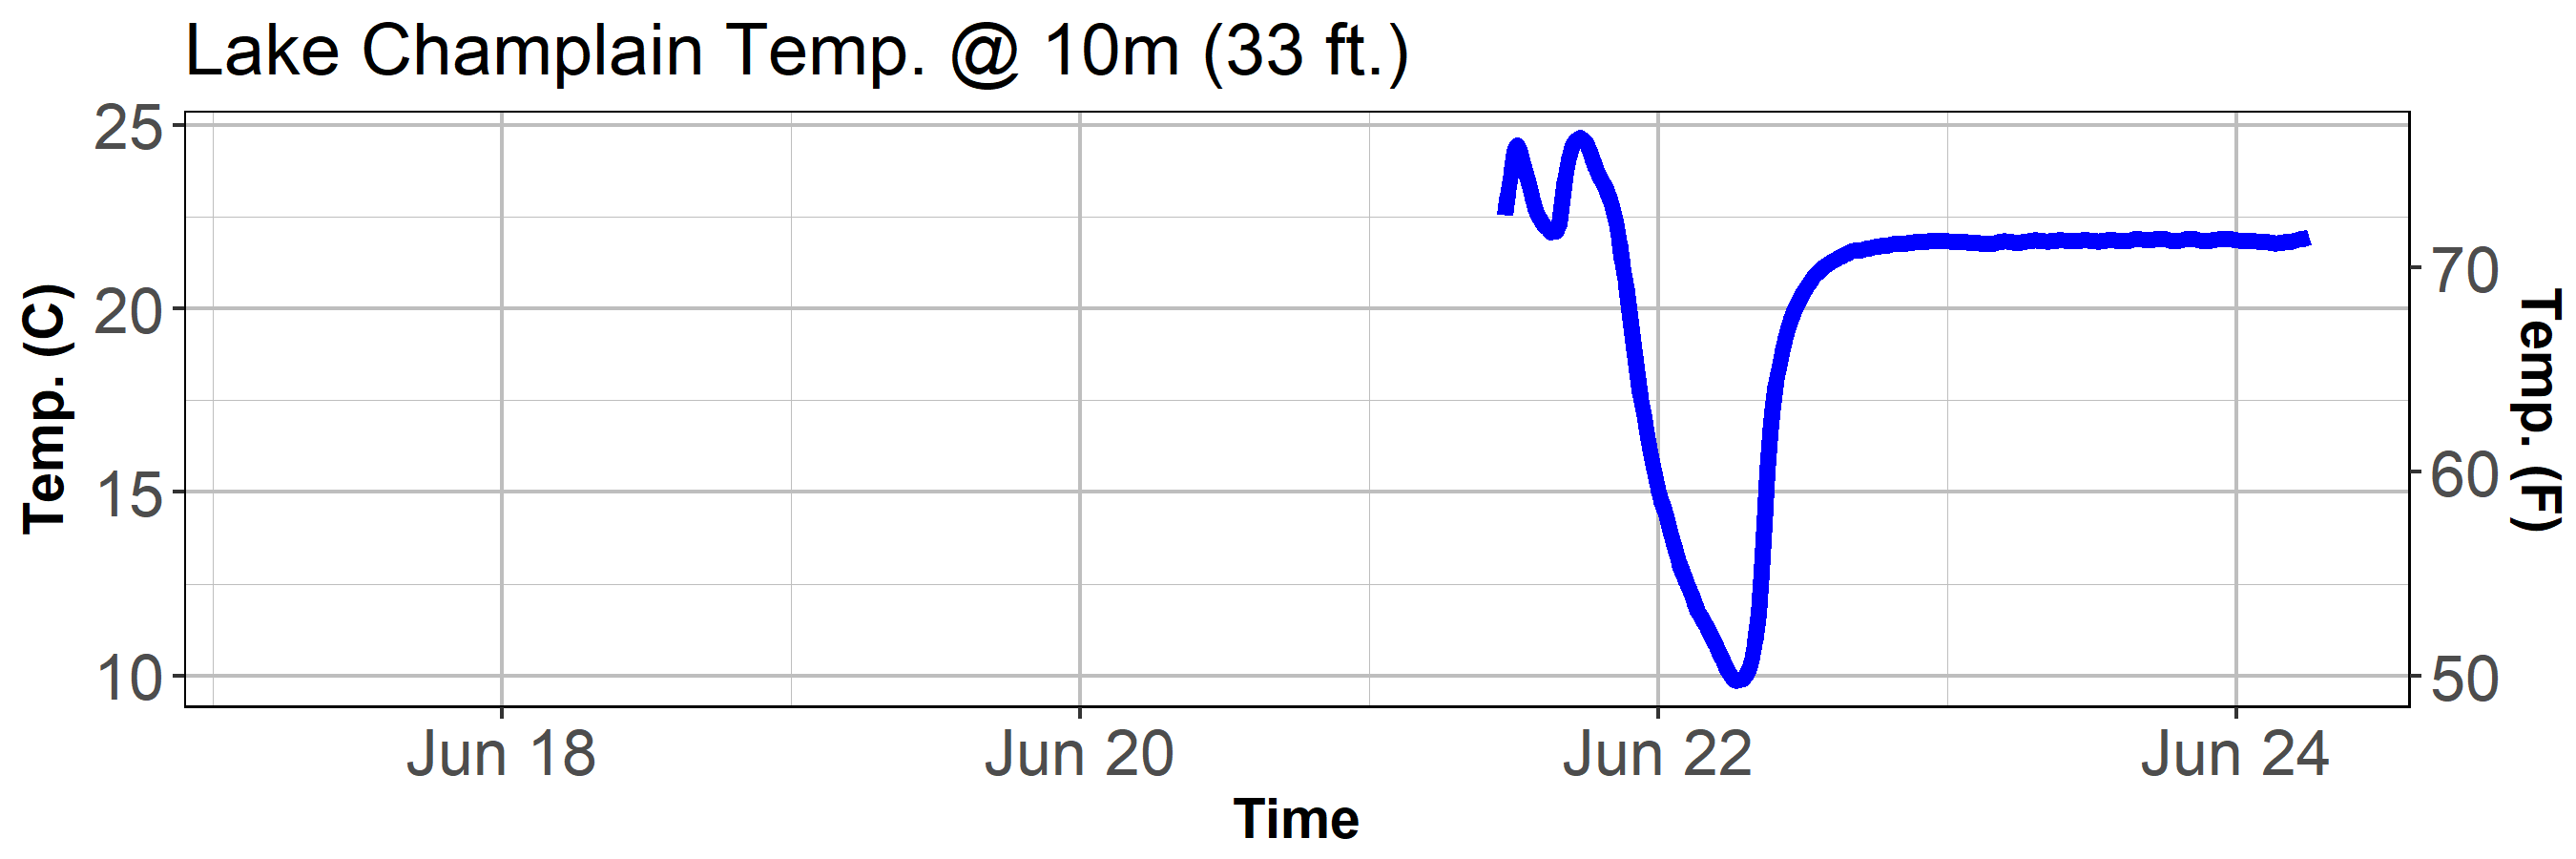 Lake Champlain Temp. @ 10m (33 ft.)
25
20
15
10
Temp. (C)
70
60
50
Temp. (F)
Jun 18
Jun 20
Jun 22
Jun 24
Time